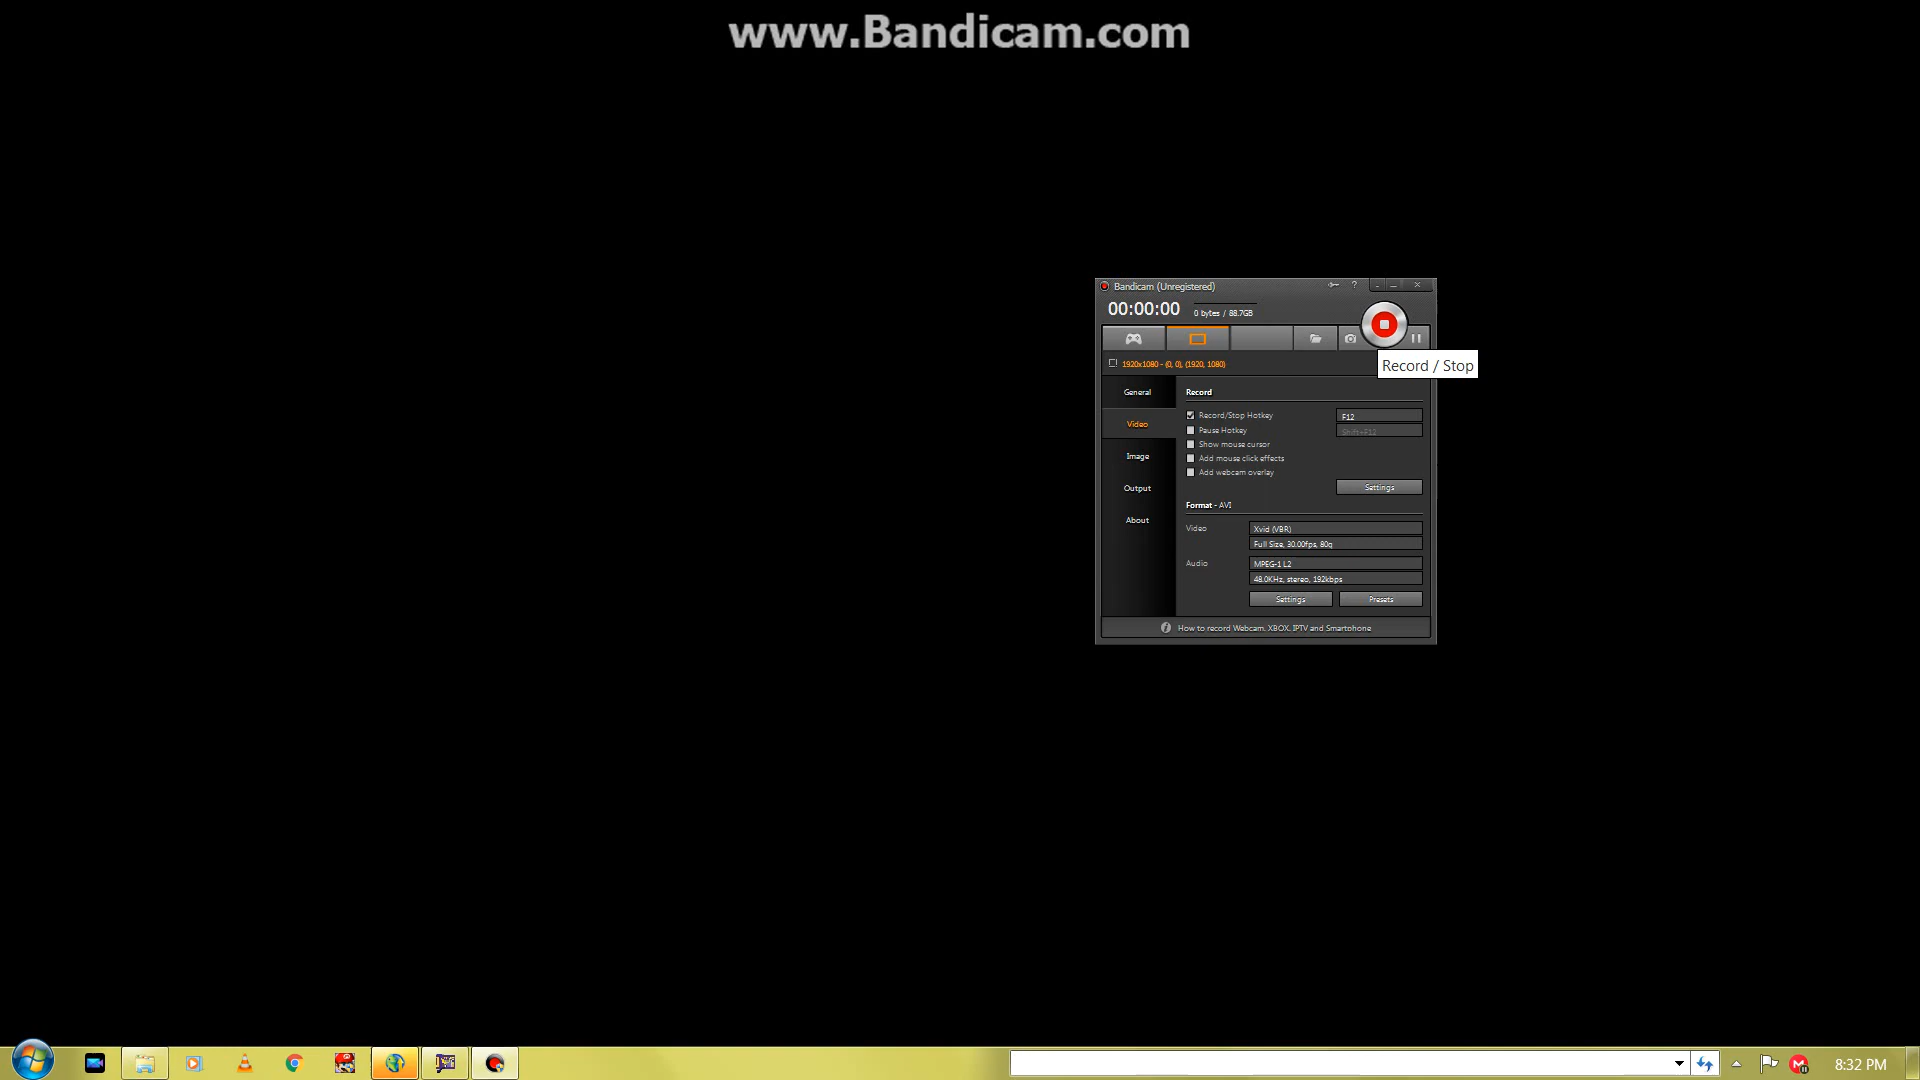 www.Bandicam.com
Bandicam (Unregistered)
00:00:00
0 bytes / 88.7GB
1920x1080 - (0, 0), (1920, 1080)
Record / Stop
General
Video
Image
Output
About
Record
Record/Stop Hotkey
F12
Pause Hotkey
Shift+F12
Show mouse cursor
Add mouse click effects
Add webcam overlay
Settings
Format - AVI
Video
Xvid (VBR)
Full Size, 30.00fps, 80q
Audio
MPEG-1 L2
48.0KHz, stereo, 192kbps
Settings
Presets
How to record Webcam, XBOX, IPTV and Smartphone
8:32 PM